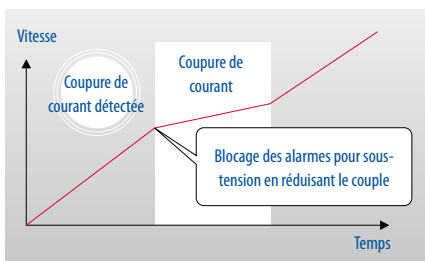 Vitesse
Coupure de
courant détectée
Coupure de
courant
Blocage des alarmes pour sous-
tension en réduisant le couple
Temps